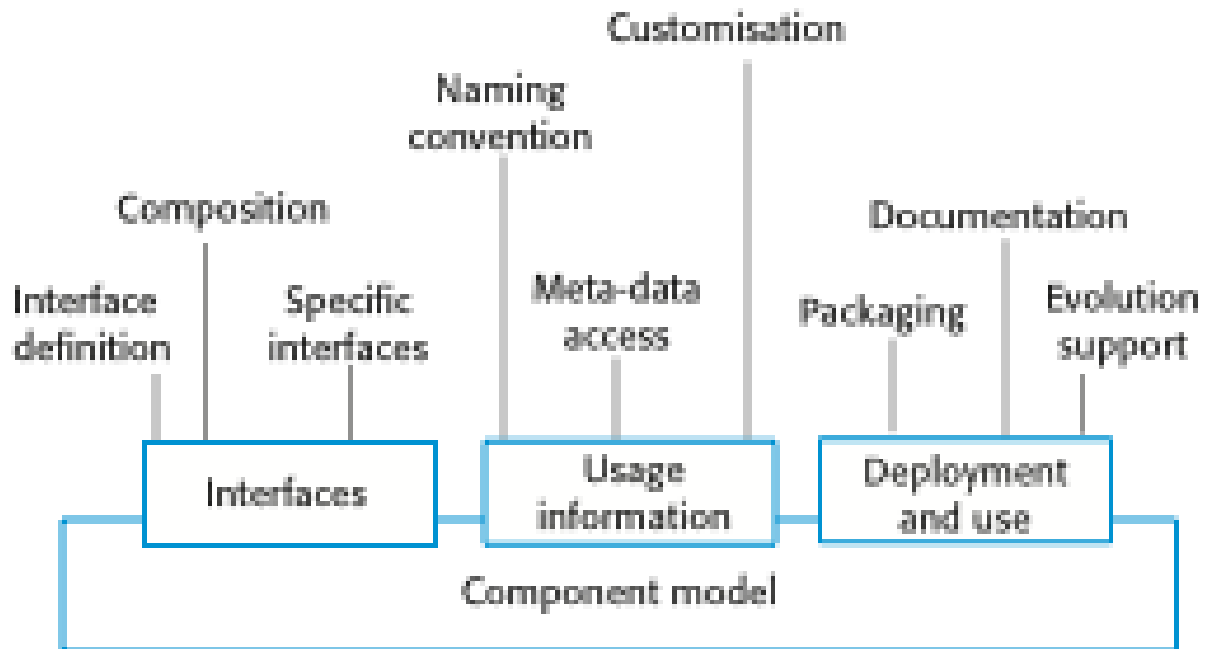 Customisation
Naming
convention
Composition
Documentation
Interface
definition
Specific
interfaces
Meta-data
access
Packaging
Evolution
support
Interfaces
Usage
information
Deployment
and use
Component model